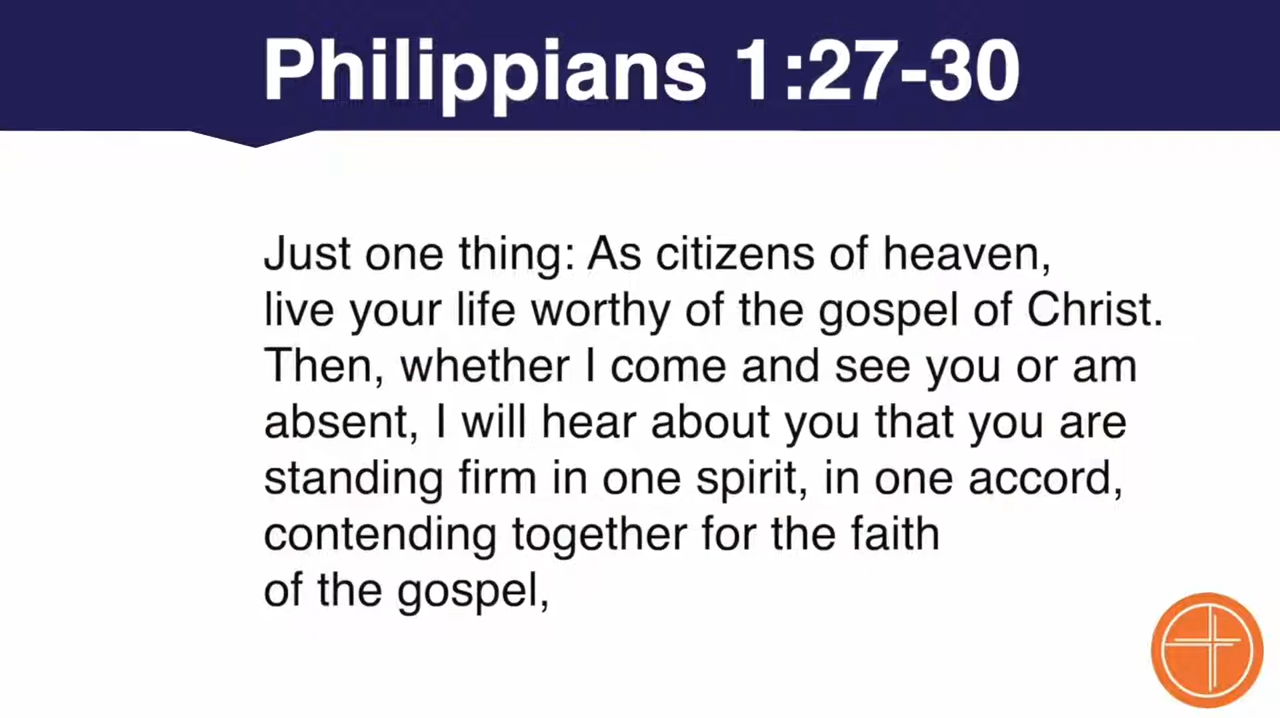 Philippians 1:27-30
Just one thing: As citizens of heaven,
live your life worthy of the gospel of Christ.
Then, whether I come and see you or am
absent, I will hear about you that you are
standing firm in one spirit, in one accord,
contending together for the faith
of the gospel,